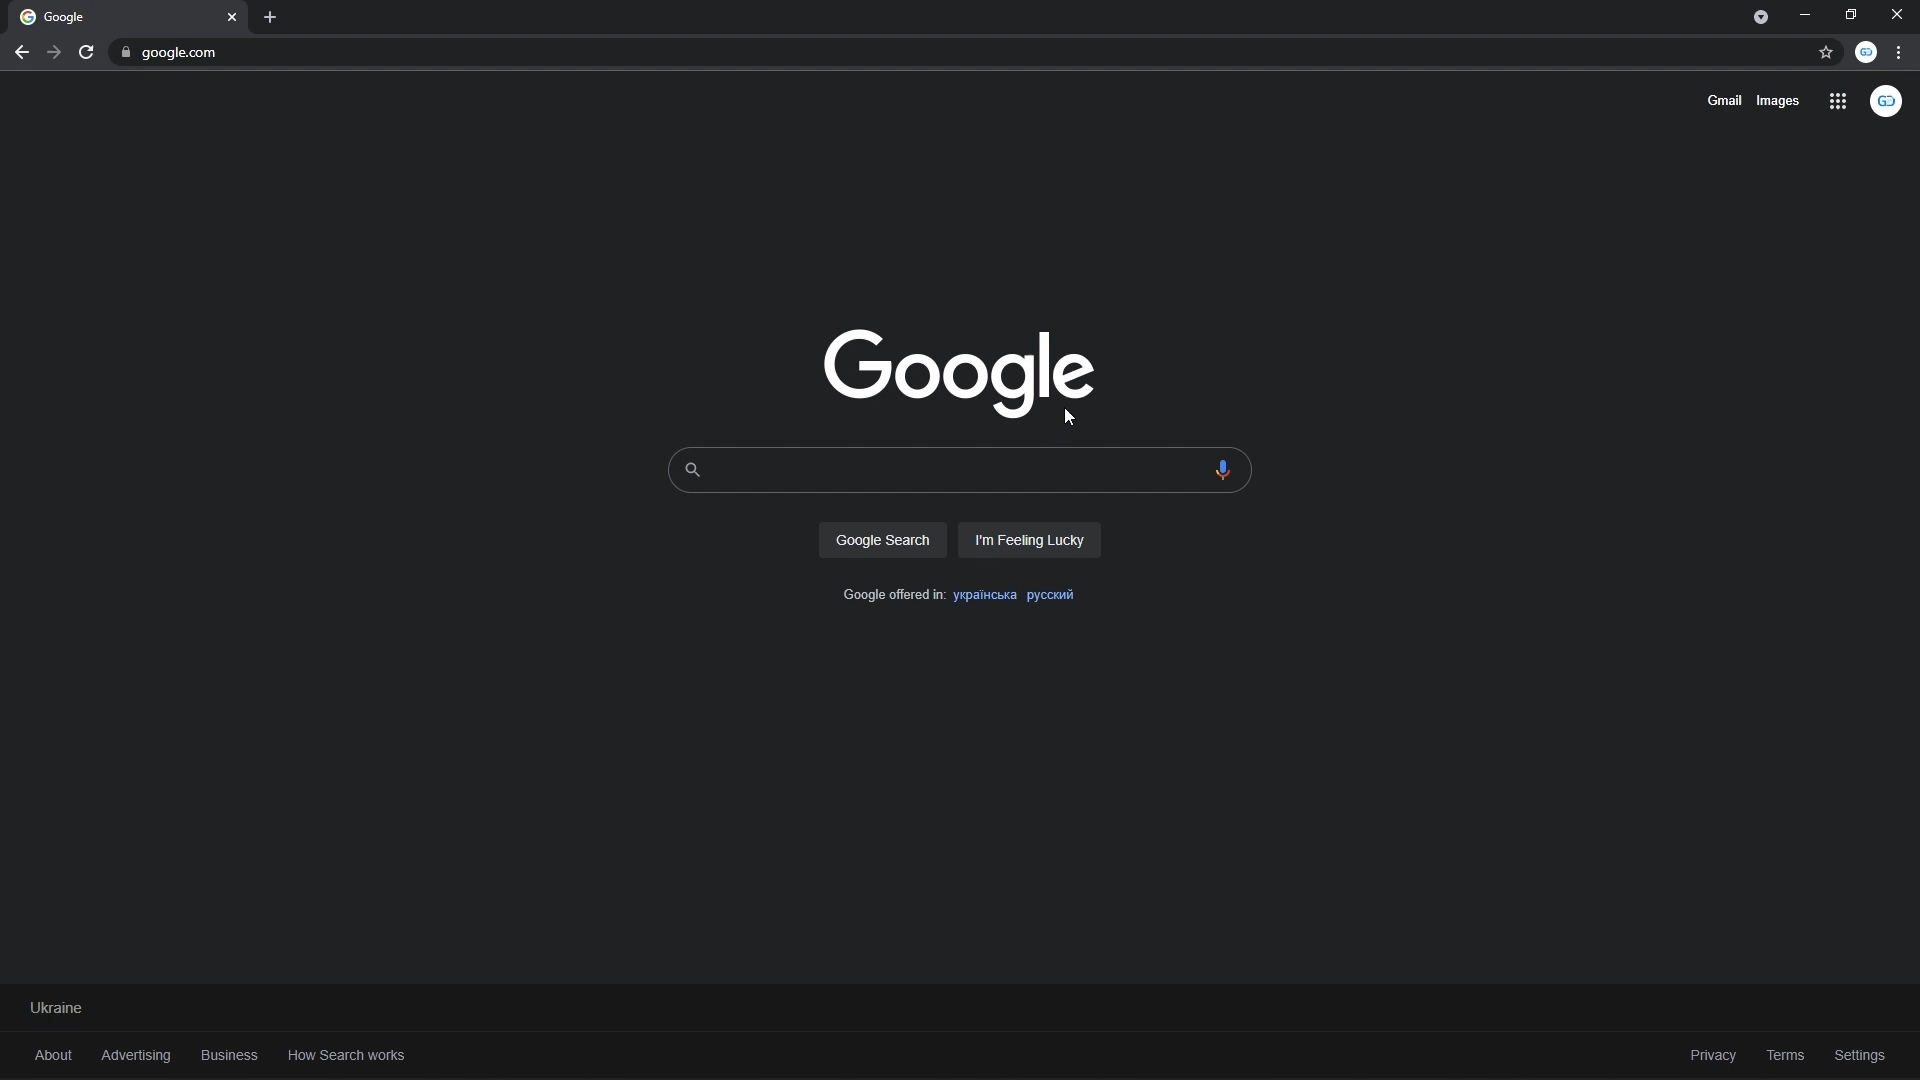 Google
google.com
Gmail Images
GD
Google
Google Search I'm Feeling Lucky
Google offered in: українська русский
Ukraine
About Advertising Business How Search works Privacy Terms Settings